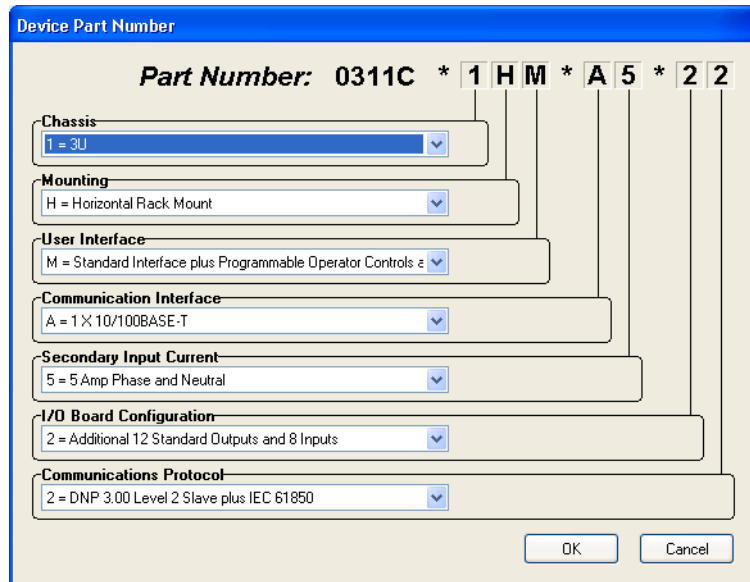 Device Part Number
Part Number: 0311C * 1 H M * A 5 * 2 2
Chassis
1 = 3U
Mounting
H = Horizontal Rack Mount
User Interface
M = Standard Interface plus Programmable Operator Controls a
Communication Interface
A = 1 X 10/100BASE-T
Secondary Input Current
5 = 5 Amp Phase and Neutral
I/O Board Configuration
2 = Additional 12 Standard Outputs and 8 Inputs
Communications Protocol
2 = DNP 3.00 Level 2 Slave plus IEC 61850
OK Cancel